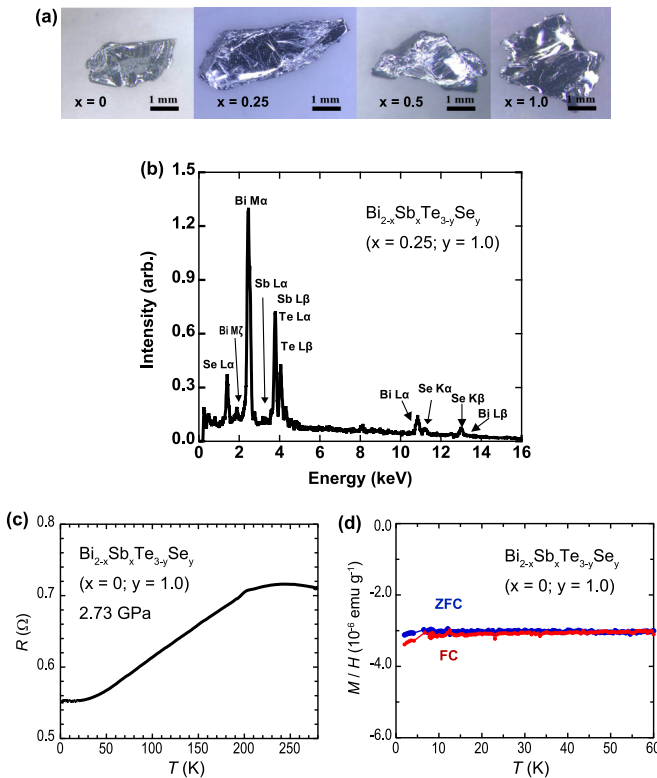 (a)
x = 0
1 mm
x = 0.25
1 mm
x = 0.5
1 mm
x = 1.0
1 mm
(b)
1.5
1.2
0.9
0.6
0.3
0.0
Intensity (arb.)
Bi Mα
Bi₂₋ₓSbₓTe₃₋ySey
(x = 0.25; y = 1.0)
Sb Lα
Sb Lβ
Te Lα
Bi Mζ
Te Lβ
Se Lα
Bi Lα
Se Kα
Se Kβ
Bi Lβ
0 2 4 6 8 10 12 14 16
Energy (keV)
(c)
0.8
0.7
0.6
0.5
R (Ω)
Bi₂₋ₓSbₓTe₃₋ySey
(x = 0; y = 1.0)
2.73 GPa
0 50 100 150 200 250
T (K)
(d)
0.0
-2.0
-4.0
-6.0
M / H (10⁻⁶ emu g⁻¹)
Bi₂₋ₓSbₓTe₃₋ySey
(x = 0; y = 1.0)
ZFC
FC
0 10 20 30 40 50 60
T (K)